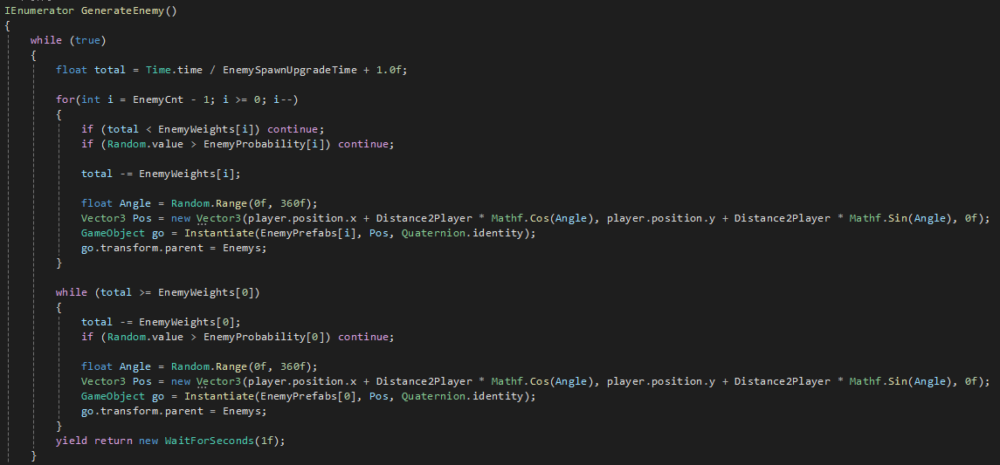 IEnumerator GenerateEnemy()
{
while (true)
{
float total = Time.time / EnemySpawnUpgradeTime + 1.0f;
for(int i = EnemyCnt - 1; i >= 0; i--)
{
if (total < EnemyWeights[i]) continue;
if (Random.value > EnemyProbability[i]) continue;
total -= EnemyWeights[i];
float Angle = Random.Range(0f, 360f);
Vector3 Pos = new Vector3(player.position.x + Distance2Player * Mathf.Cos(Angle), player.position.y + Distance2Player * Mathf.Sin(Angle), 0f);
GameObject go = Instantiate(EnemyPrefabs[i], Pos, Quaternion.identity);
go.transform.parent = Enemys;
}
while (total >= EnemyWeights[0])
{
total -= EnemyWeights[0];
if (Random.value > EnemyProbability[0]) continue;
float Angle = Random.Range(0f, 360f);
Vector3 Pos = new Vector3(player.position.x + Distance2Player * Mathf.Cos(Angle), player.position.y + Distance2Player * Mathf.Sin(Angle), 0f);
GameObject go = Instantiate(EnemyPrefabs[0], Pos, Quaternion.identity);
go.transform.parent = Enemys;
}
yield return new WaitForSeconds(1f);
}